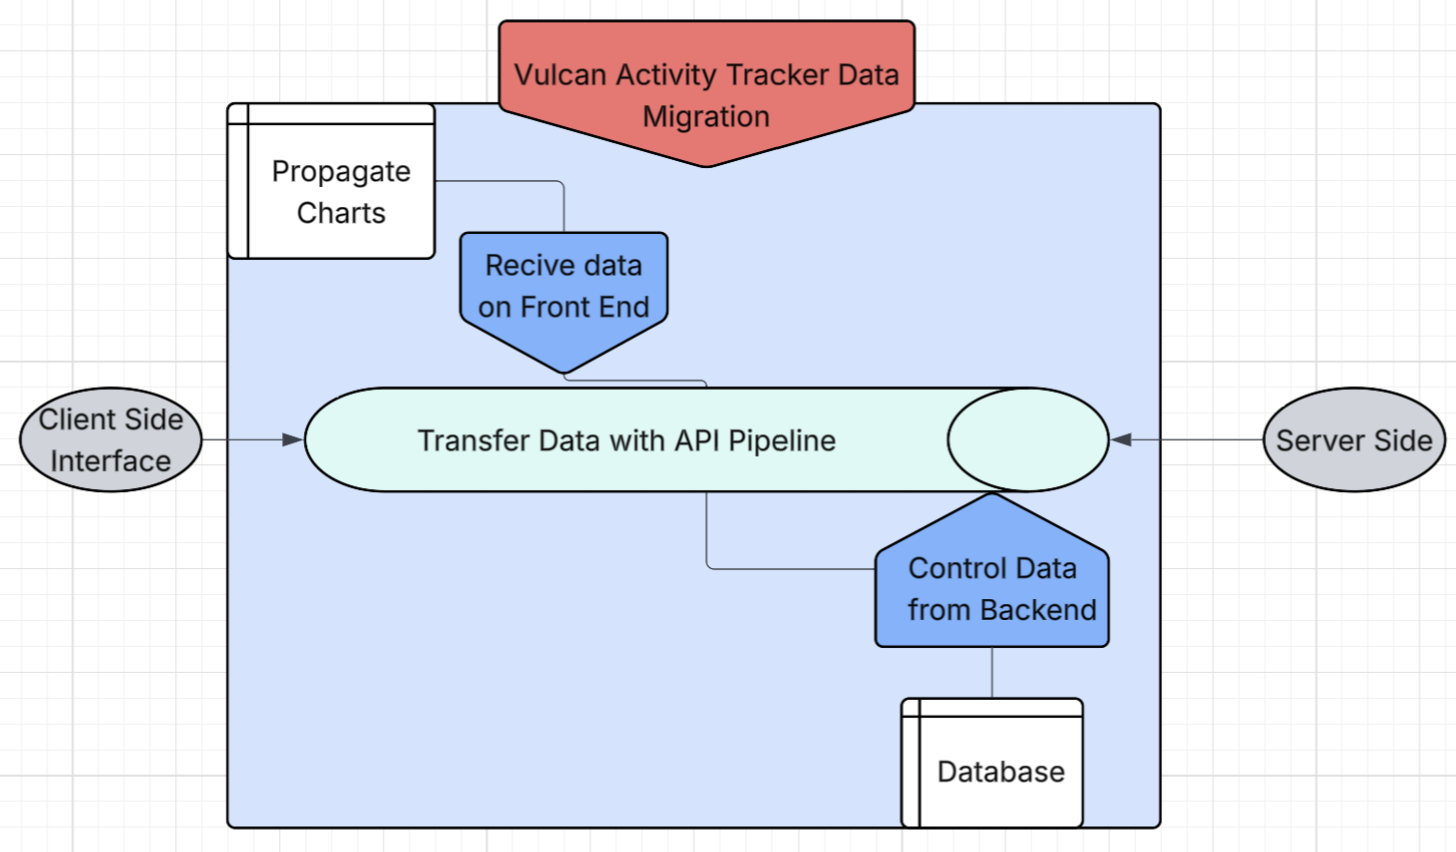 Vulcan Activity Tracker Data
Migration
Propagate
Charts
Recive data
on Front End
Client Side
Interface
Transfer Data with API Pipeline
Server Side
Control Data
from Backend
Database